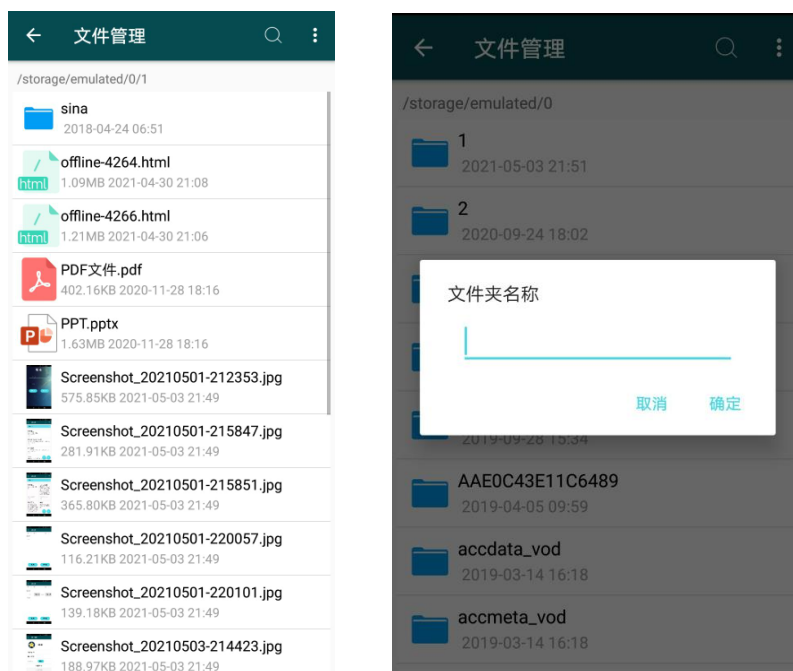 文件管理
/storage/emulated/0/1
sina
2018-04-24 06:51
offline-4264.html
html 1.09MB 2021-04-30 21:08
offline-4266.html
html 1.21MB 2021-04-30 21:06
PDF文件.pdf
402.16KB 2020-11-28 18:16
PPT.pptx
P 1.63MB 2020-11-28 18:16
Screenshot_20210501-212353.jpg
575.85KB 2021-05-03 21:49
Screenshot_20210501-215847.jpg
281.91KB 2021-05-03 21:49
Screenshot_20210501-215851.jpg
365.80KB 2021-05-03 21:49
Screenshot_20210501-220057.jpg
116.21KB 2021-05-03 21:49
Screenshot_20210501-220101.jpg
139.18KB 2021-05-03 21:49
Screenshot_20210503-214423.jpg
188.97KB 2021-05-03 21:49
文件管理
/storage/emulated/0
1
2021-05-03 21:51
2
2020-09-24 18:02
文件夹名称
取消 确定
2019-09-28 15:34
AAE0C43E11C6489
2019-04-05 09:59
accdata_vod
2019-03-14 16:18
accmeta_vod
2019-03-14 16:18